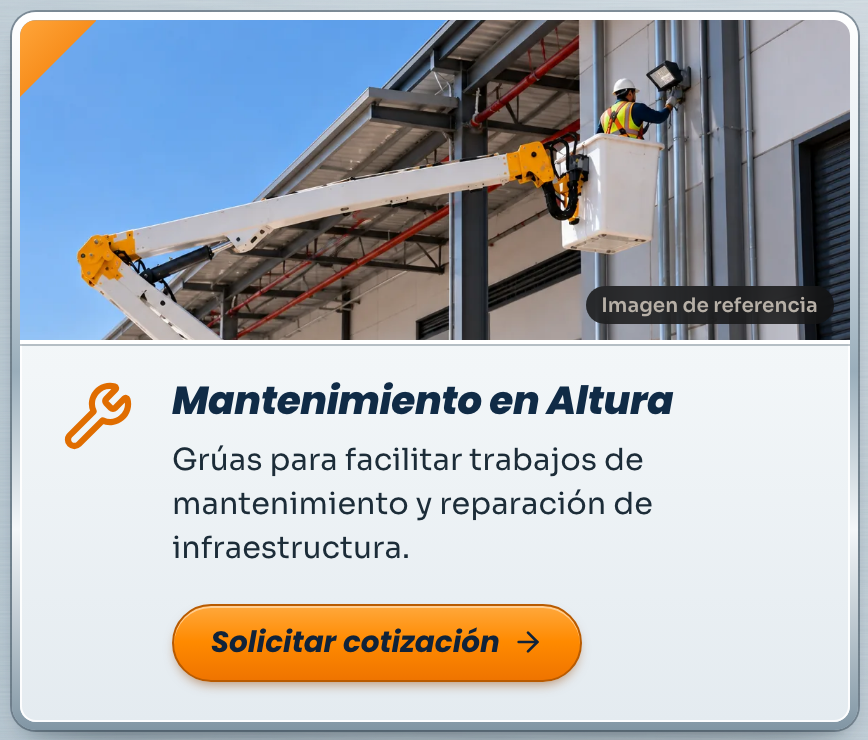 Imagen de referencia
Mantenimiento en Altura
Grúas para facilitar trabajos de
mantenimiento y reparación de
infraestructura.
Solicitar cotización →